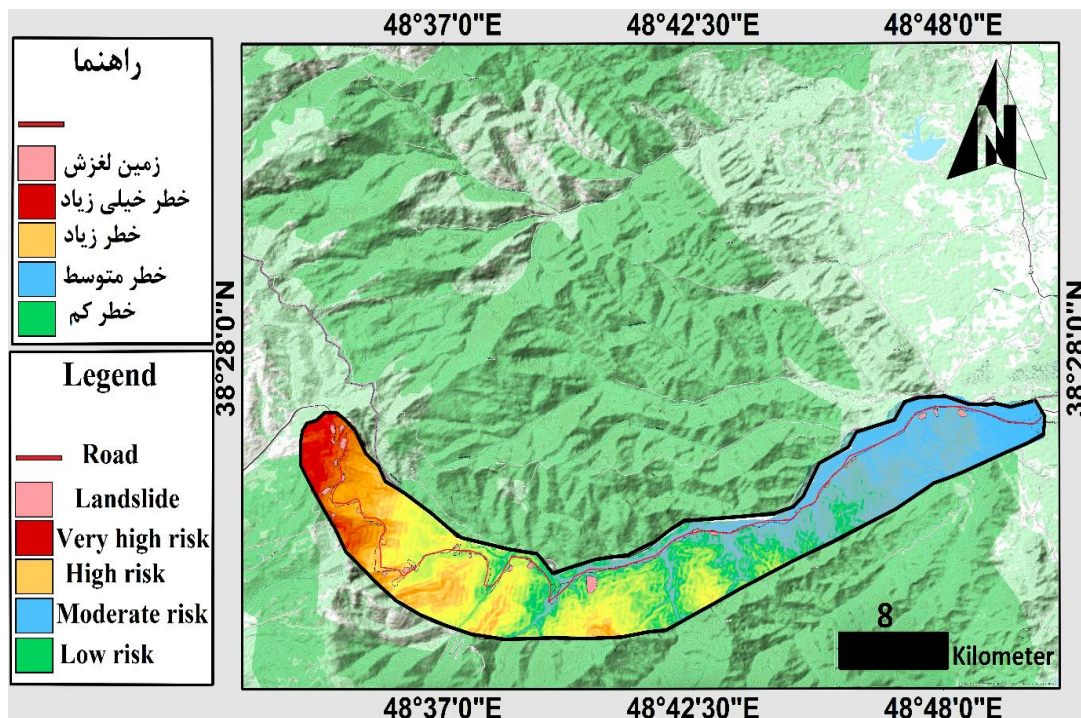 48°37'0"E 48°42'30"E 48°48'0"E
راهنما
زمین لغزش
خطر خیلی زیاد
خطر زیاد
خطر متوسط
خطر کم
Legend
Road
Landslide
Very high risk
High risk
Moderate risk
Low risk
38°28'0"N
38°28'0"N
N
8
Kilometer
48°37'0"E 48°42'30"E 48°48'0"E